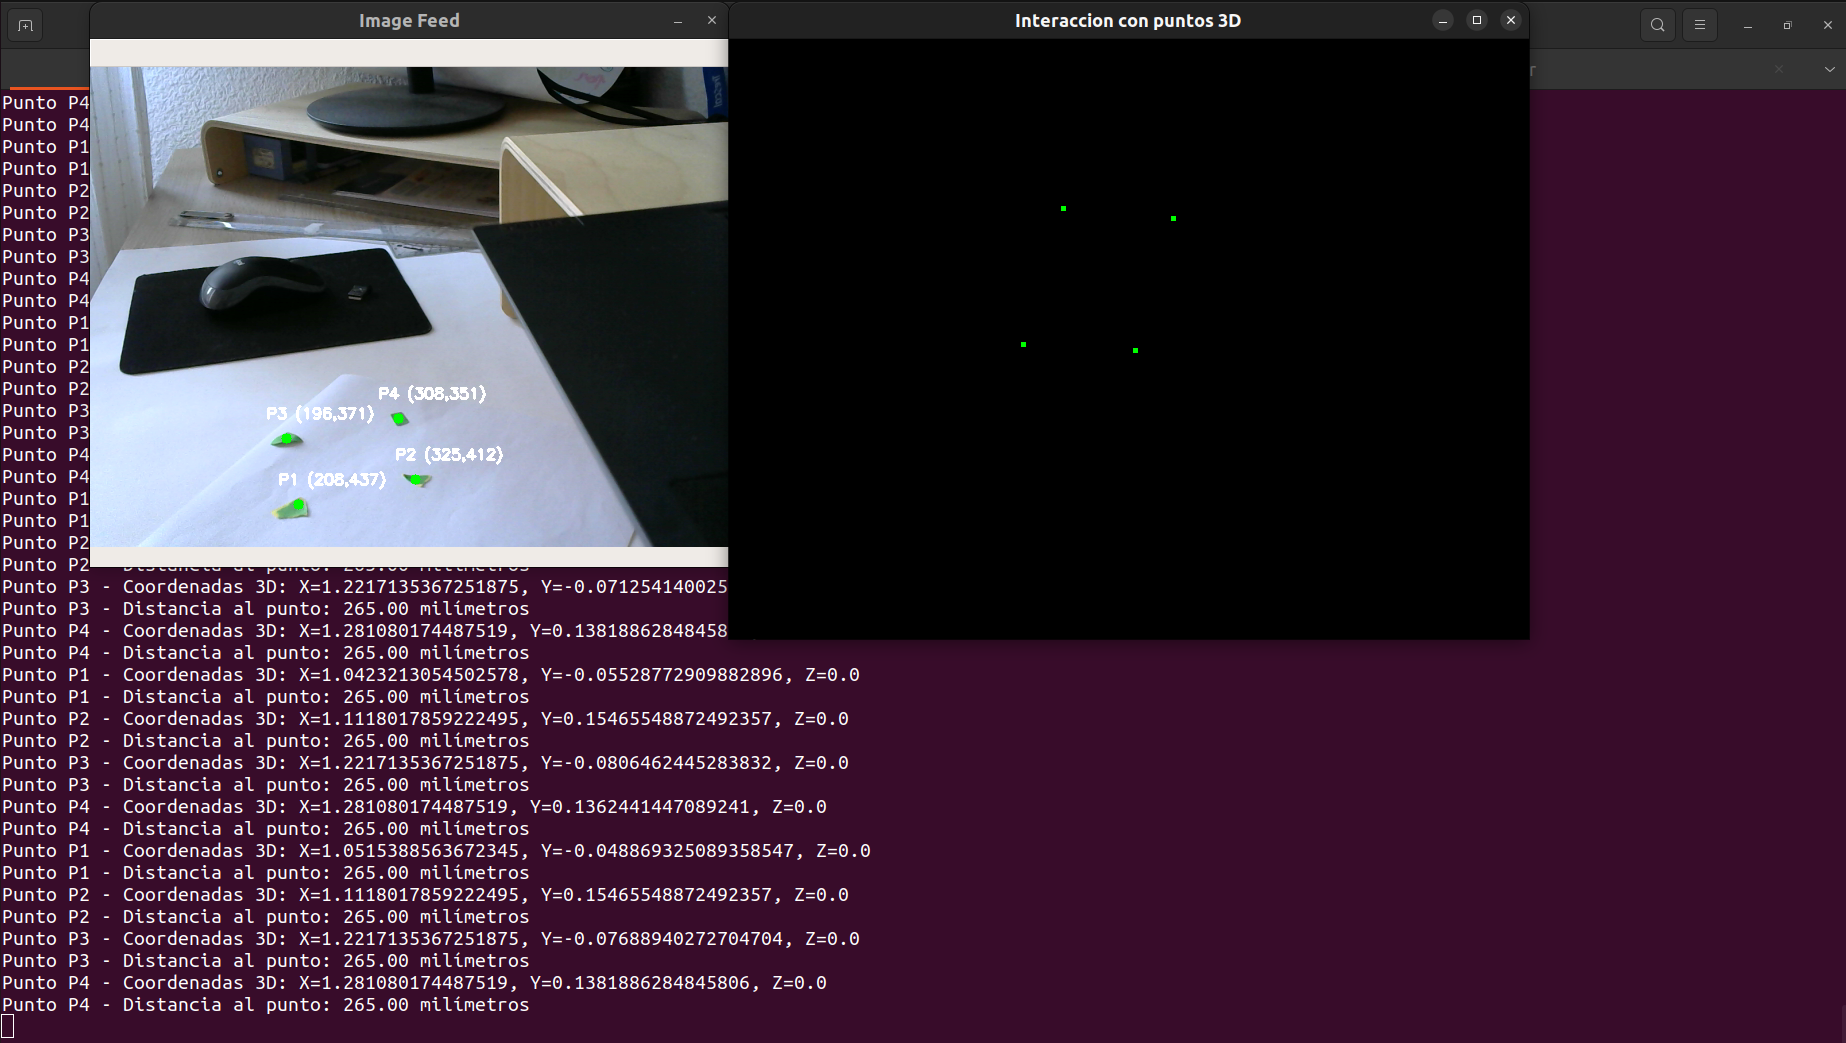 Image Feed
Interaccion con puntos 3D
Punto P4
Punto P4
Punto P1
Punto P1
Punto P2
Punto P2
Punto P3
Punto P3
Punto P4
Punto P4
Punto P1
Punto P1
Punto P2
Punto P2
Punto P3
Punto P3
Punto P4
Punto P4
Punto P1
Punto P1
Punto P2
Punto P2
P4 (308,351)
P3 (196,371)
P2 (325,412)
P1 (208,437)
Punto P3 - Coordenadas 3D: X=1.2217135367251875, Y=-0.071254140025
Punto P3 - Distancia al punto: 265.00 milímetros
Punto P4 - Coordenadas 3D: X=1.281080174487519, Y=0.13818862848458
Punto P4 - Distancia al punto: 265.00 milímetros
Punto P1 - Coordenadas 3D: X=1.0423213054502578, Y=-0.05528772909882896, Z=0.0
Punto P1 - Distancia al punto: 265.00 milímetros
Punto P2 - Coordenadas 3D: X=1.1118017859222495, Y=0.15465548872492357, Z=0.0
Punto P2 - Distancia al punto: 265.00 milímetros
Punto P3 - Coordenadas 3D: X=1.2217135367251875, Y=-0.0806462445283832, Z=0.0
Punto P3 - Distancia al punto: 265.00 milímetros
Punto P4 - Coordenadas 3D: X=1.281080174487519, Y=0.1362441447089241, Z=0.0
Punto P4 - Distancia al punto: 265.00 milímetros
Punto P1 - Coordenadas 3D: X=1.0515388563672345, Y=-0.048869325089358547, Z=0.0
Punto P1 - Distancia al punto: 265.00 milímetros
Punto P2 - Coordenadas 3D: X=1.1118017859222495, Y=0.15465548872492357, Z=0.0
Punto P2 - Distancia al punto: 265.00 milímetros
Punto P3 - Coordenadas 3D: X=1.2217135367251875, Y=-0.07688940272704704, Z=0.0
Punto P3 - Distancia al punto: 265.00 milímetros
Punto P4 - Coordenadas 3D: X=1.281080174487519, Y=0.1381886284845806, Z=0.0
Punto P4 - Distancia al punto: 265.00 milímetros